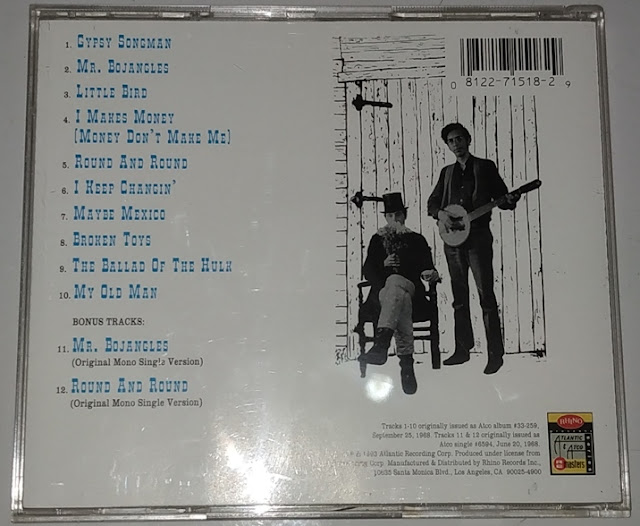 1. GYPSY SONGMAN
2. MR. BOJANGLES
3. LITTLE BIRD
4. I MAKES MONEY
(MONEY DON'T MAKE ME)
5. ROUND AND ROUND
6. I KEEP CHANGIN'
7. MAYBE MEXICO
8. BROKEN TOYS
9. THE BALLAD OF THE HULK
10. MY OLD MAN
BONUS TRACKS:
11. MR. BOJANGLES
(Original Mono Single Version)
12. ROUND AND ROUND
(Original Mono Single Version)
0 8122-71518-2 9
Tracks 1-10 originally issued as Atco album #33-259,
September 25, 1968. Tracks 11 & 12 originally issued as
Atco single #6594, June 20, 1968.
Atlantic Recording Corp. Produced under license from
Corp. Manufactured & Distributed by Rhino Records Inc.,
10635 Santa Monica Blvd., Los Angeles, CA 90025-4900
RHINO
ATLANTIC
& ATCO
masters